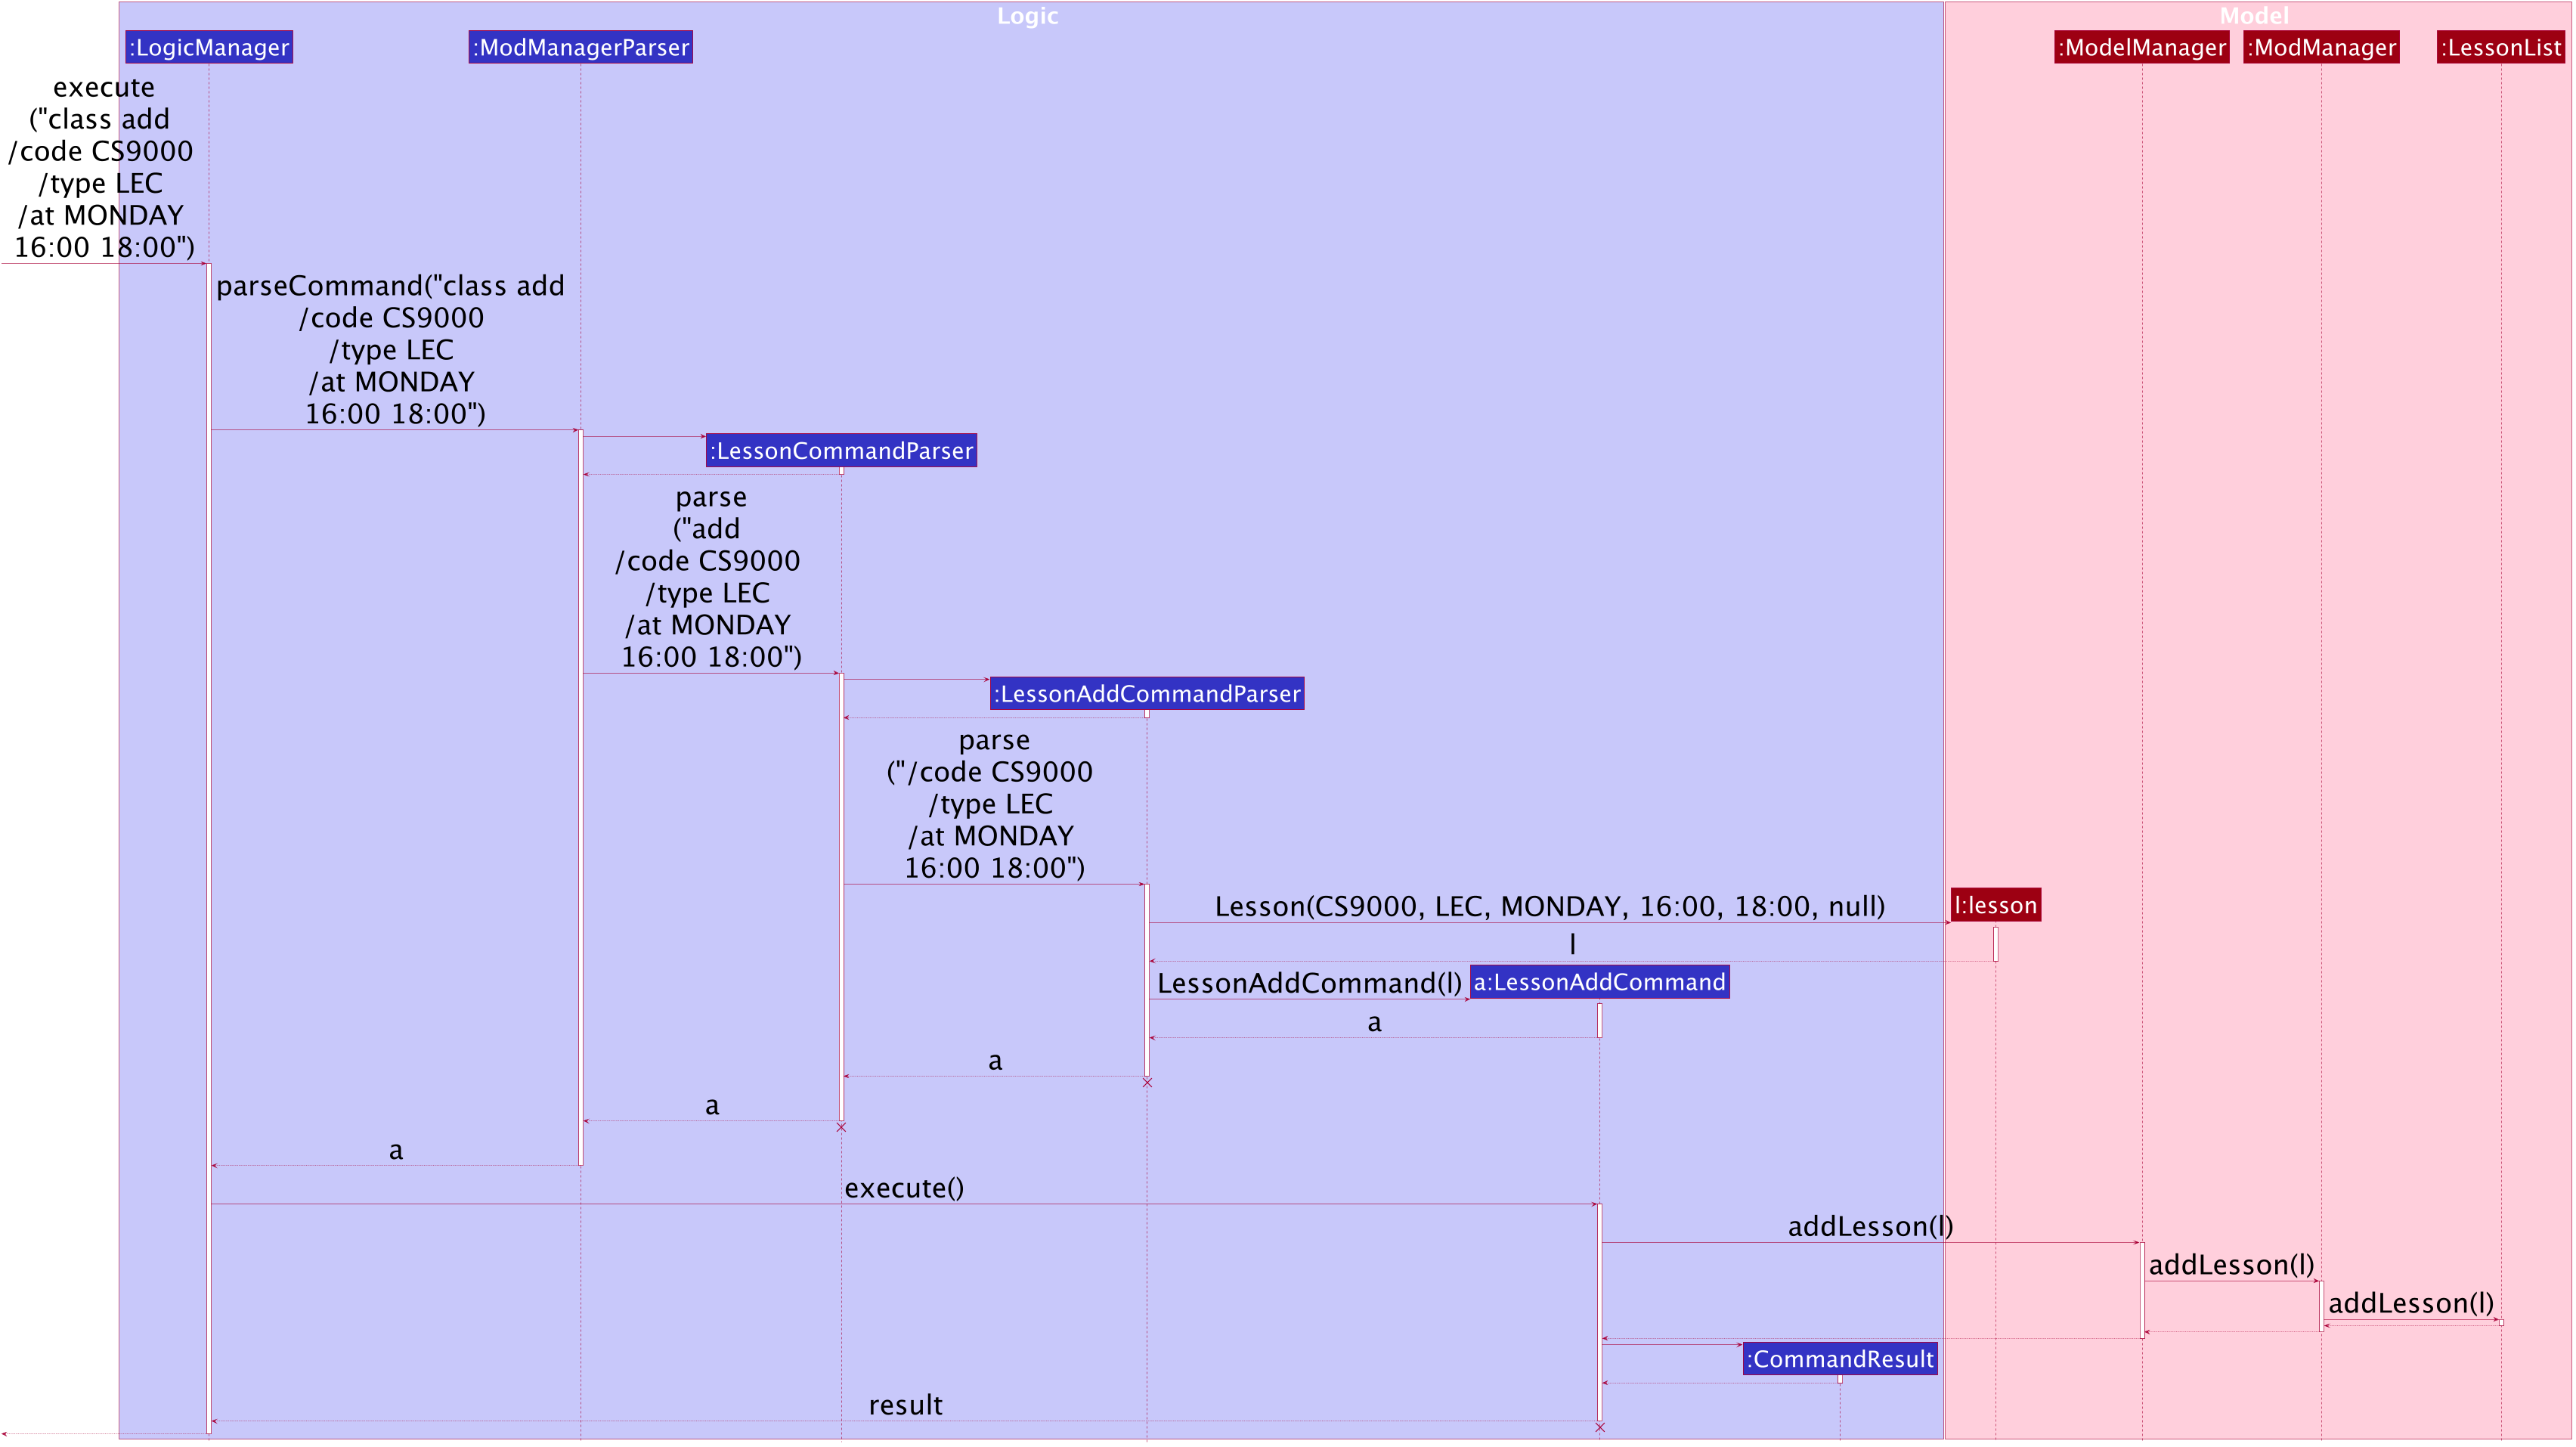 Logic
Model
:LogicManager
:ModManagerParser
:ModelManager
:ModManager
:LessonList
execute
("class add
/code CS9000
/type LEC
/at MONDAY
16:00 18:00")
parseCommand("class add
/code CS9000
/type LEC
/at MONDAY
16:00 18:00")
:LessonCommandParser
parse
("add
/code CS9000
/type LEC
/at MONDAY
16:00 18:00")
:LessonAddCommandParser
parse
("/code CS9000
/type LEC
/at MONDAY
16:00 18:00")
Lesson(CS9000, LEC, MONDAY, 16:00, 18:00, null)
l:lesson
l
LessonAddCommand(l)
a:LessonAddCommand
a
a
a
a
execute()
addLesson(l)
addLesson(l)
addLesson(l)
:CommandResult
result